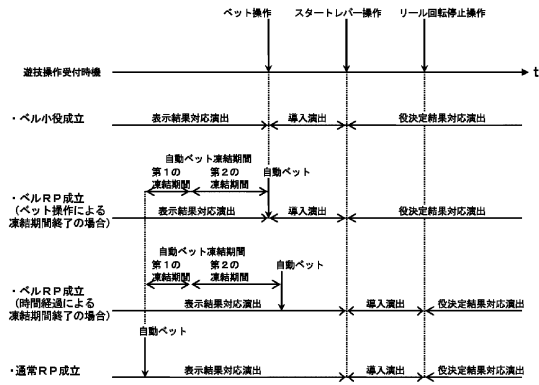 ベット操作 スタートレバー操作 リール回転停止操作
遊技操作受付時機 t
・ベル小役成立 表示結果対応演出 導入演出 役決定結果対応演出
自動ベット凍結期間
第1の 第2の 自動ベット
凍結期間 凍結期間
・ベルRP成立
(ベット操作による 表示結果対応演出 導入演出 役決定結果対応演出
凍結期間終了の場合)
自動ベット凍結期間
第1の 第2の 自動ベット
凍結期間 凍結期間
・ベルRP成立
(時間経過による 表示結果対応演出 導入演出 役決定結果対応演出
凍結期間終了の場合)
自動ベット
・通常RP成立 表示結果対応演出 導入演出 役決定結果対応演出